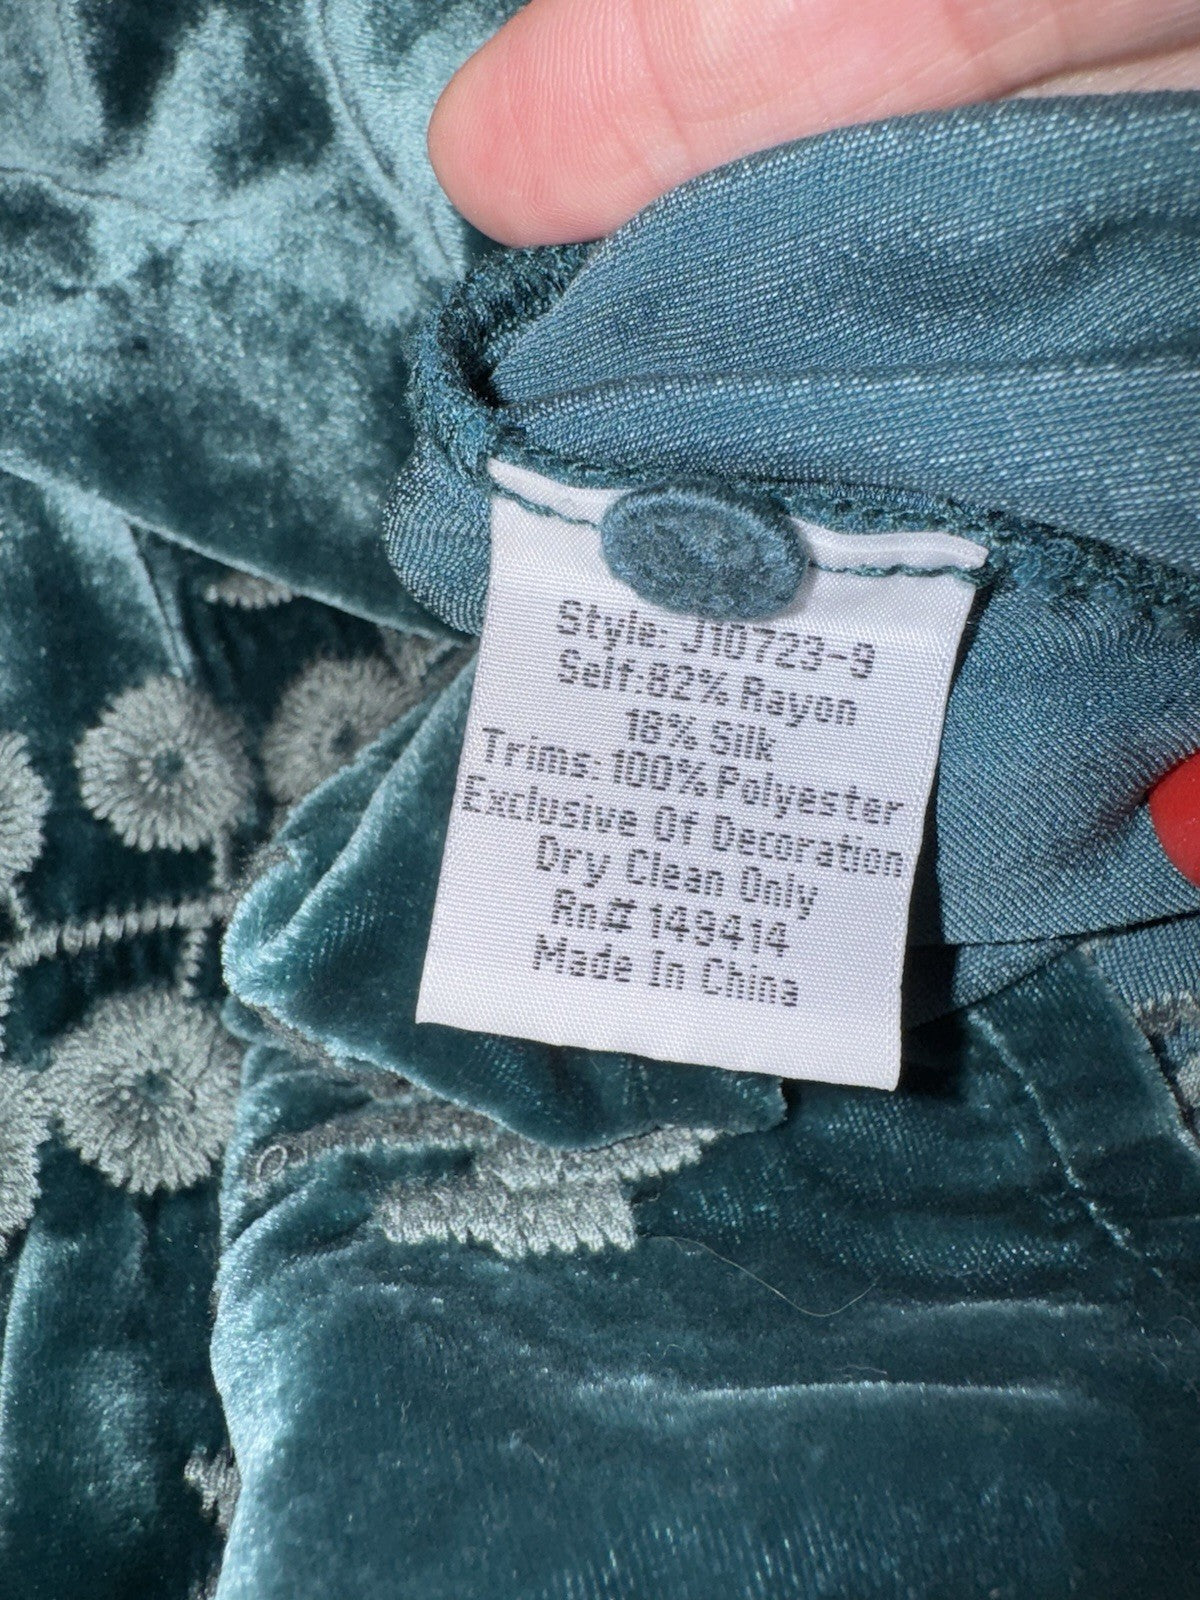 Style: J10723-9
Self:82% Rayon
18% Silk
Trims:100% Polyester
Exclusive Of Decoration
Dry Clean Only
Rn# 149414
Made In China